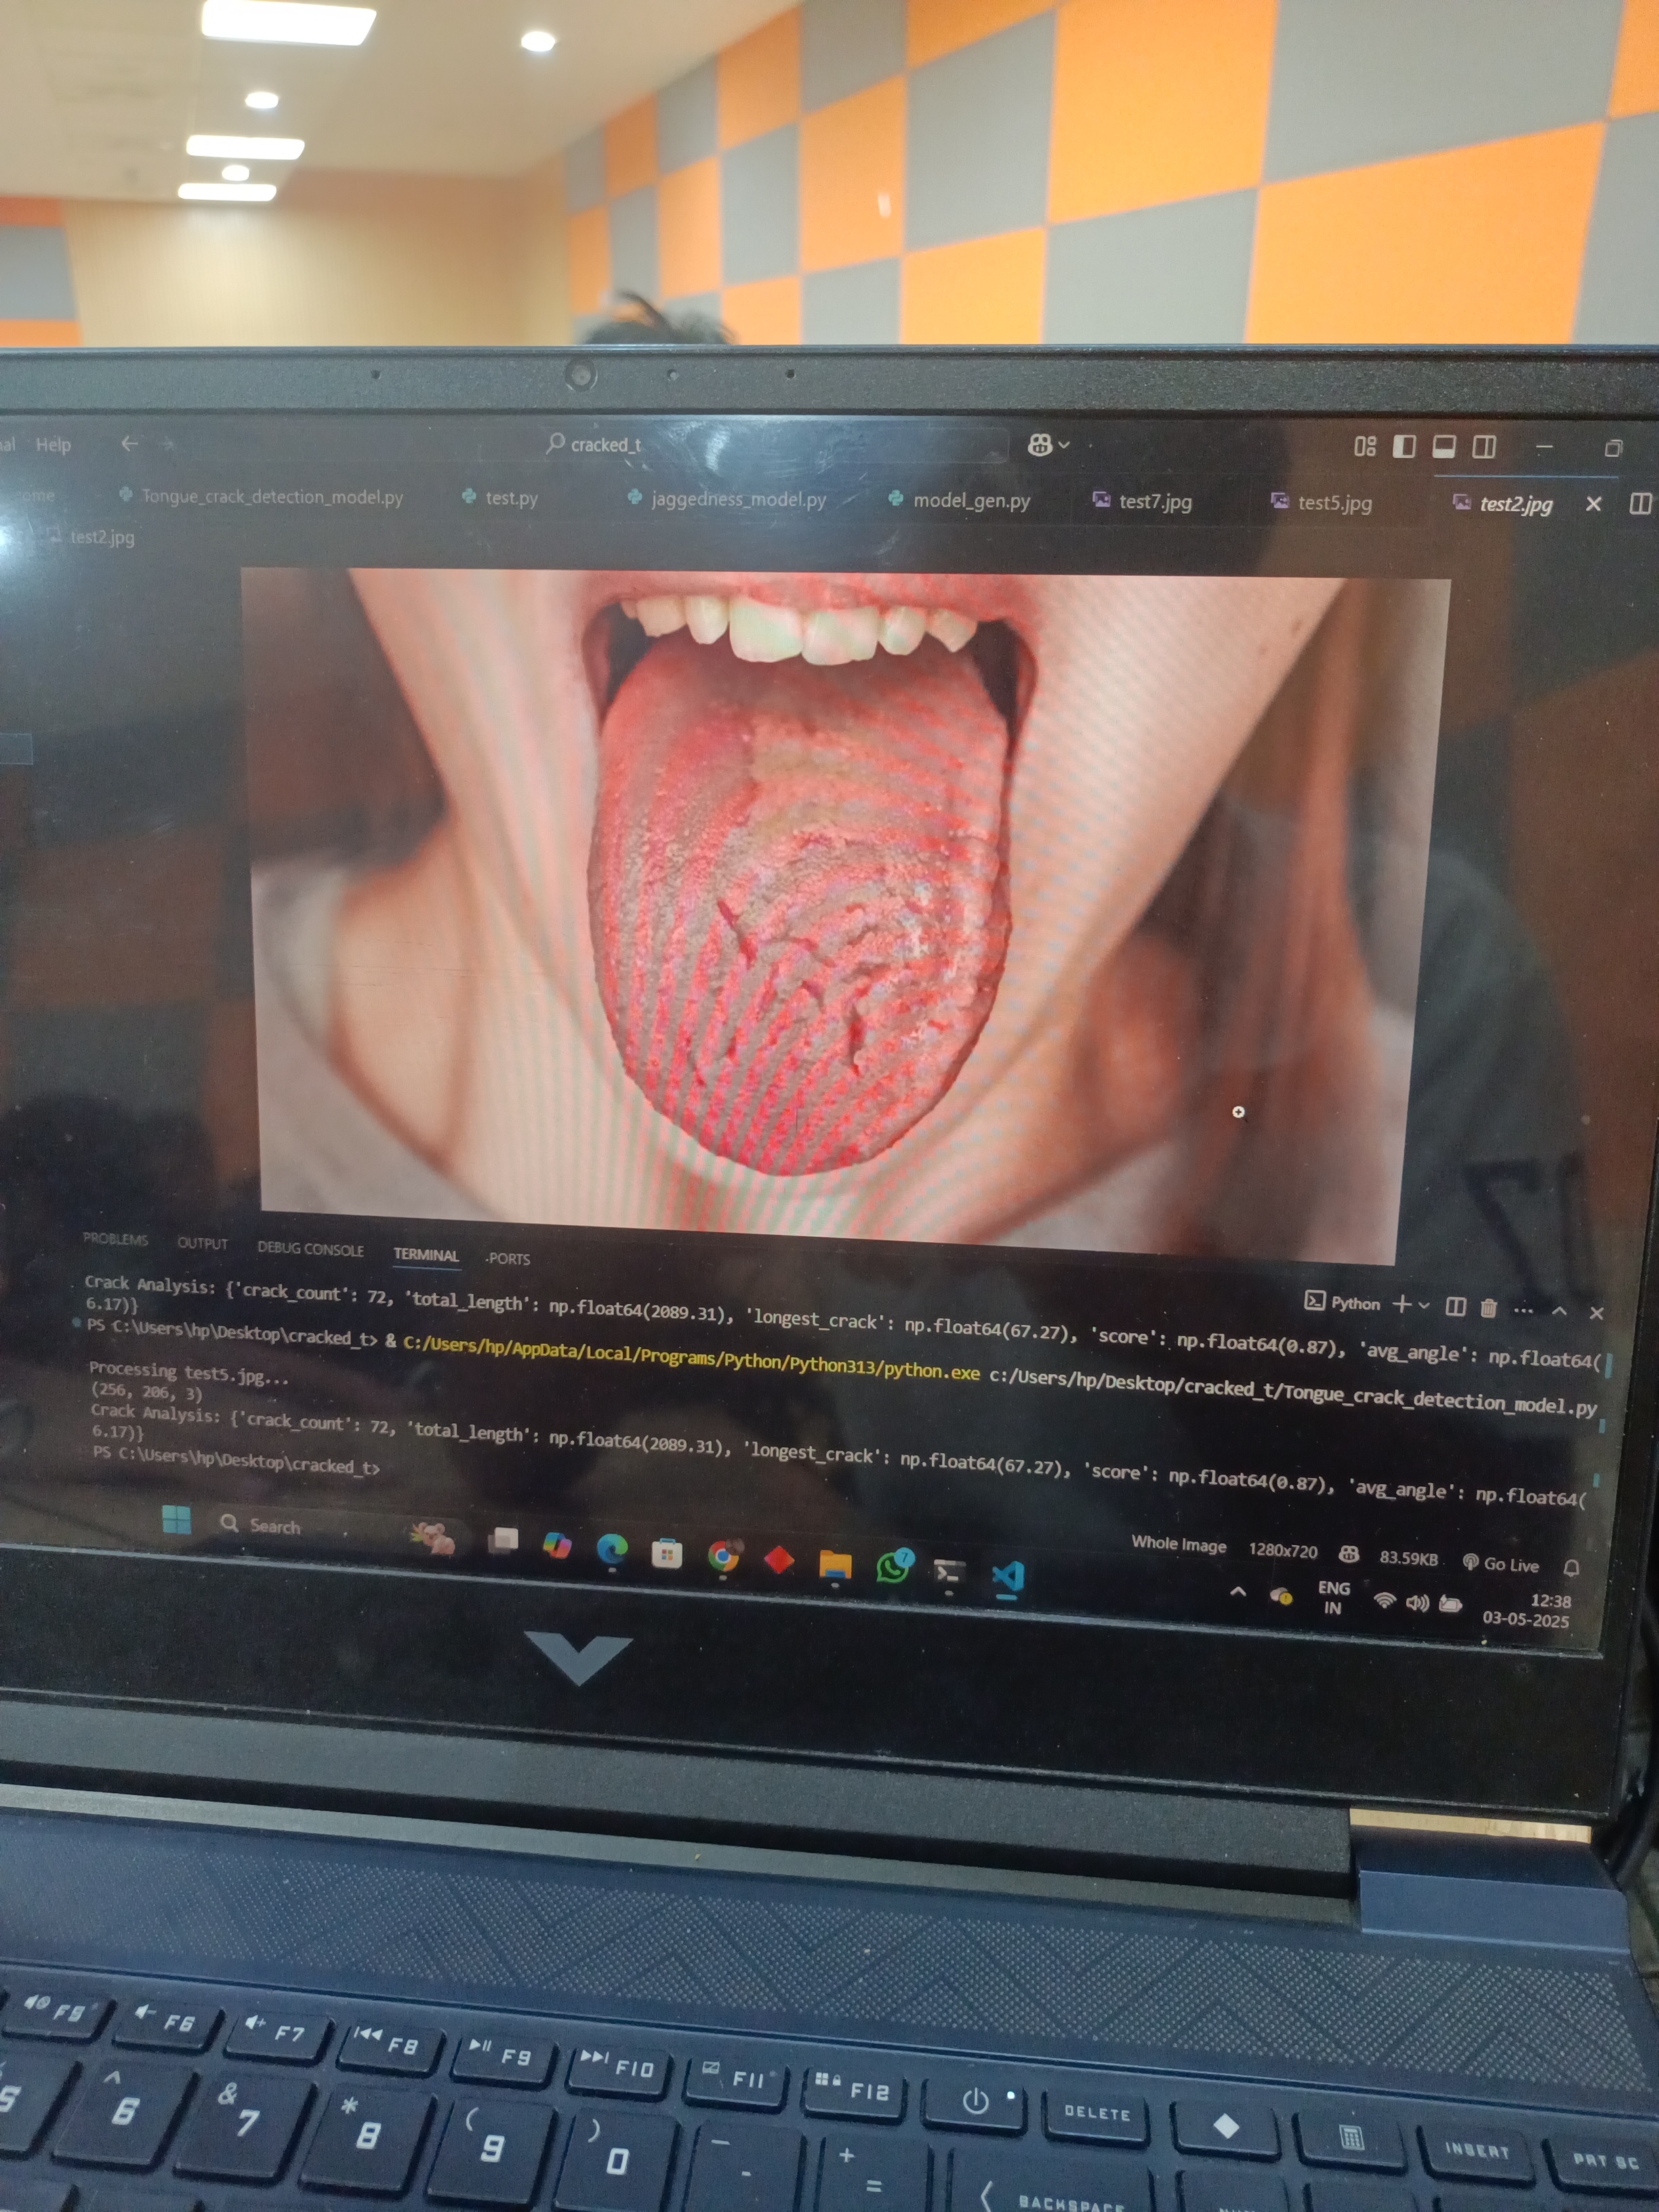 Help
cracked_t
Tongue_crack_detection_model.py test.py jaggedness_model.py model_gen.py test7.jpg test5.jpg test2.jpg
test2.jpg
PROBLEMS OUTPUT DEBUG CONSOLE TERMINAL PORTS
Python
Crack Analysis: {'crack_count': 72, 'total_length': np.float64(2089.31), 'longest_crack': np.float64(67.27), 'score': np.float64(0.87), 'avg_angle': np.float64(
6.17)}
PS C:\Users\hp\Desktop\cracked_t> & C:/Users/hp/AppData/Local/Programs/Python/Python313/python.exe c:/Users/hp/Desktop/cracked_t/Tongue_crack_detection_model.py
Processing test5.jpg...
(256, 206, 3)
Crack Analysis: {'crack_count': 72, 'total_length': np.float64(2089.31), 'longest_crack': np.float64(67.27), 'score': np.float64(0.87), 'avg_angle': np.float64(
6.17)}
PS C:\Users\hp\Desktop\cracked_t>
Whole Image 1280x720 83.59KB Go Live
Search
7
ENG
IN
12:38
03-05-2025
F5 F6 F7 F8 F9 F10 F11 F12 DELETE INSERT PRT SC
5 ^ 6 & 7 * 8 ( 9 ) 0 _ - + = BACKSPACE